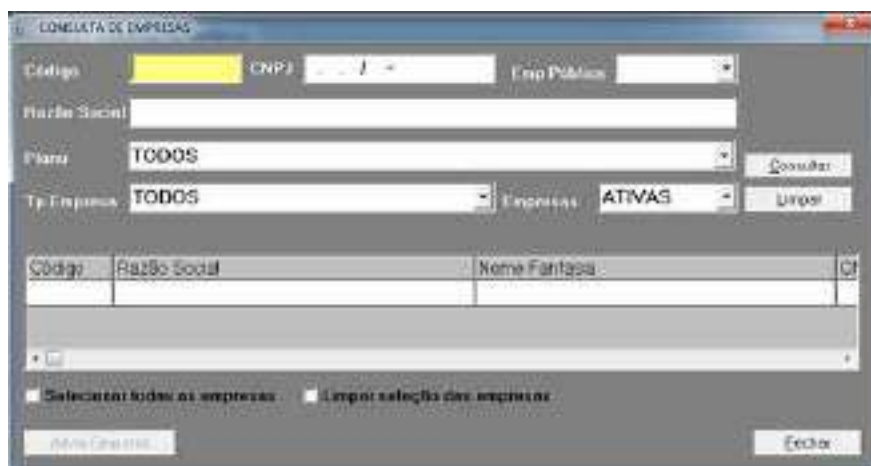 CONSULTA DE EMPRESAS
Código CNPJ . . / - Emp Pública
Razão Social
Plano TODOS Consultar
Tp Empresa TODOS Empresas ATIVAS Limpar
Código Razão Social Nome Fantasia CN
Selecionar todas as empresas Limpar seleção das empresas
Fechar